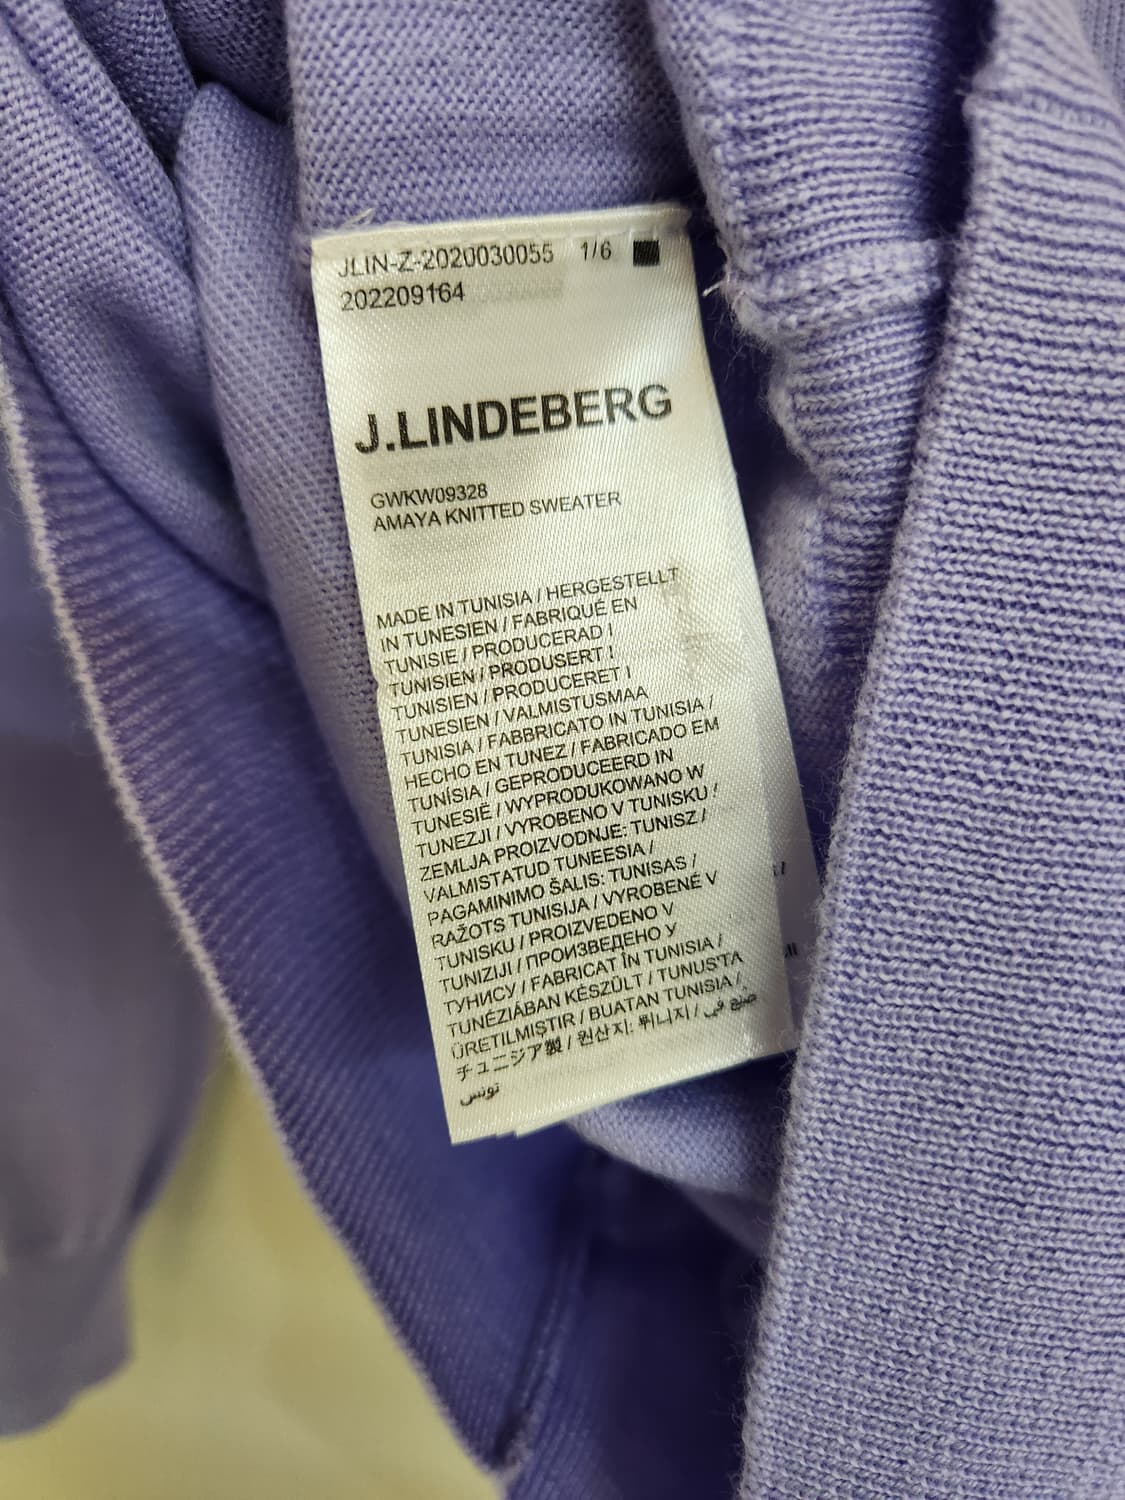 JLIN-Z-2020030055 1/6
202209164
J.LINDEBERG
GWKW09328
AMAYA KNITTED SWEATER
MADE IN TUNISIA / HERGESTELLT
IN TUNESIEN / FABRIQUÉ EN
TUNISIE / PRODUCERAD I
TUNISIEN / PRODUSERT I
TUNISIEN / PRODUCERET I
TUNESIEN / VALMISTUSMAA
TUNISIA / FABBRICATO IN TUNISIA /
HECHO EN TUNEZ / FABRICADO EM
TUNÍSIA / GEPRODUCEERD IN
TUNESIË / WYPRODUKOWANO W
TUNEZJI / VYROBENO V TUNISKU /
ZEMLJA PROIZVODNJE: TUNISZ /
VALMISTATUD TUNEESIA /
PAGAMINIMO ŠALIS: TUNISAS /
RAŽOTS TUNISIJA / VYROBENÉ V
TUNISKU / PROIZVEDENO V
TUNIZIJI / ПРОИЗВЕДЕНО У
ТУНИСУ / FABRICAT ÎN TUNISIA /
TUNÉZIÁBAN KÉSZÜLT / TUNUS'TA
ÜRETILMIŞTIR / BUATAN TUNISIA /
チュニジア製 / 원산지: 튀니지 / صنع في
تونس